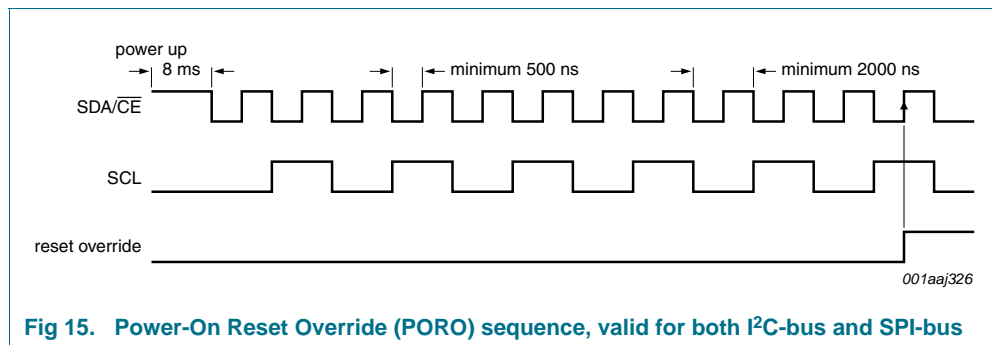 power up
8 ms
minimum 500 ns
minimum 2000 ns
SDA/CE
SCL
reset override
001aaj326
Fig 15. Power-On Reset Override (PORO) sequence, valid for both I²C-bus and SPI-bus